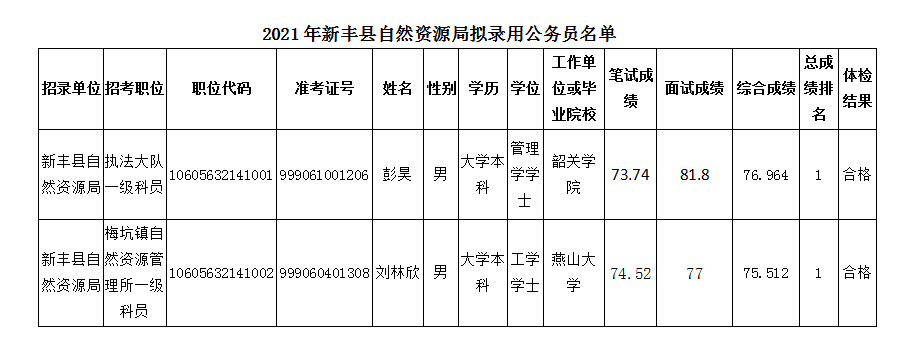 2021年新丰县自然资源局拟录用公务员名单
招录单位 招考职位 职位代码 准考证号 姓名 性别 学历 学位 工作单位或毕业院校 笔试成绩 面试成绩 综合成绩 总成绩排名 体检结果
新丰县自然资源局 执法大队一级科员 10605632141001 999061001206 彭昊 男 大学本科 管理学学士 韶关学院 73.74 81.8 76.964 1 合格
新丰县自然资源局 梅坑镇自然资源管理所一级科员 10605632141002 999060401308 刘林欣 男 大学本科 工学学士 燕山大学 74.52 77 75.512 1 合格